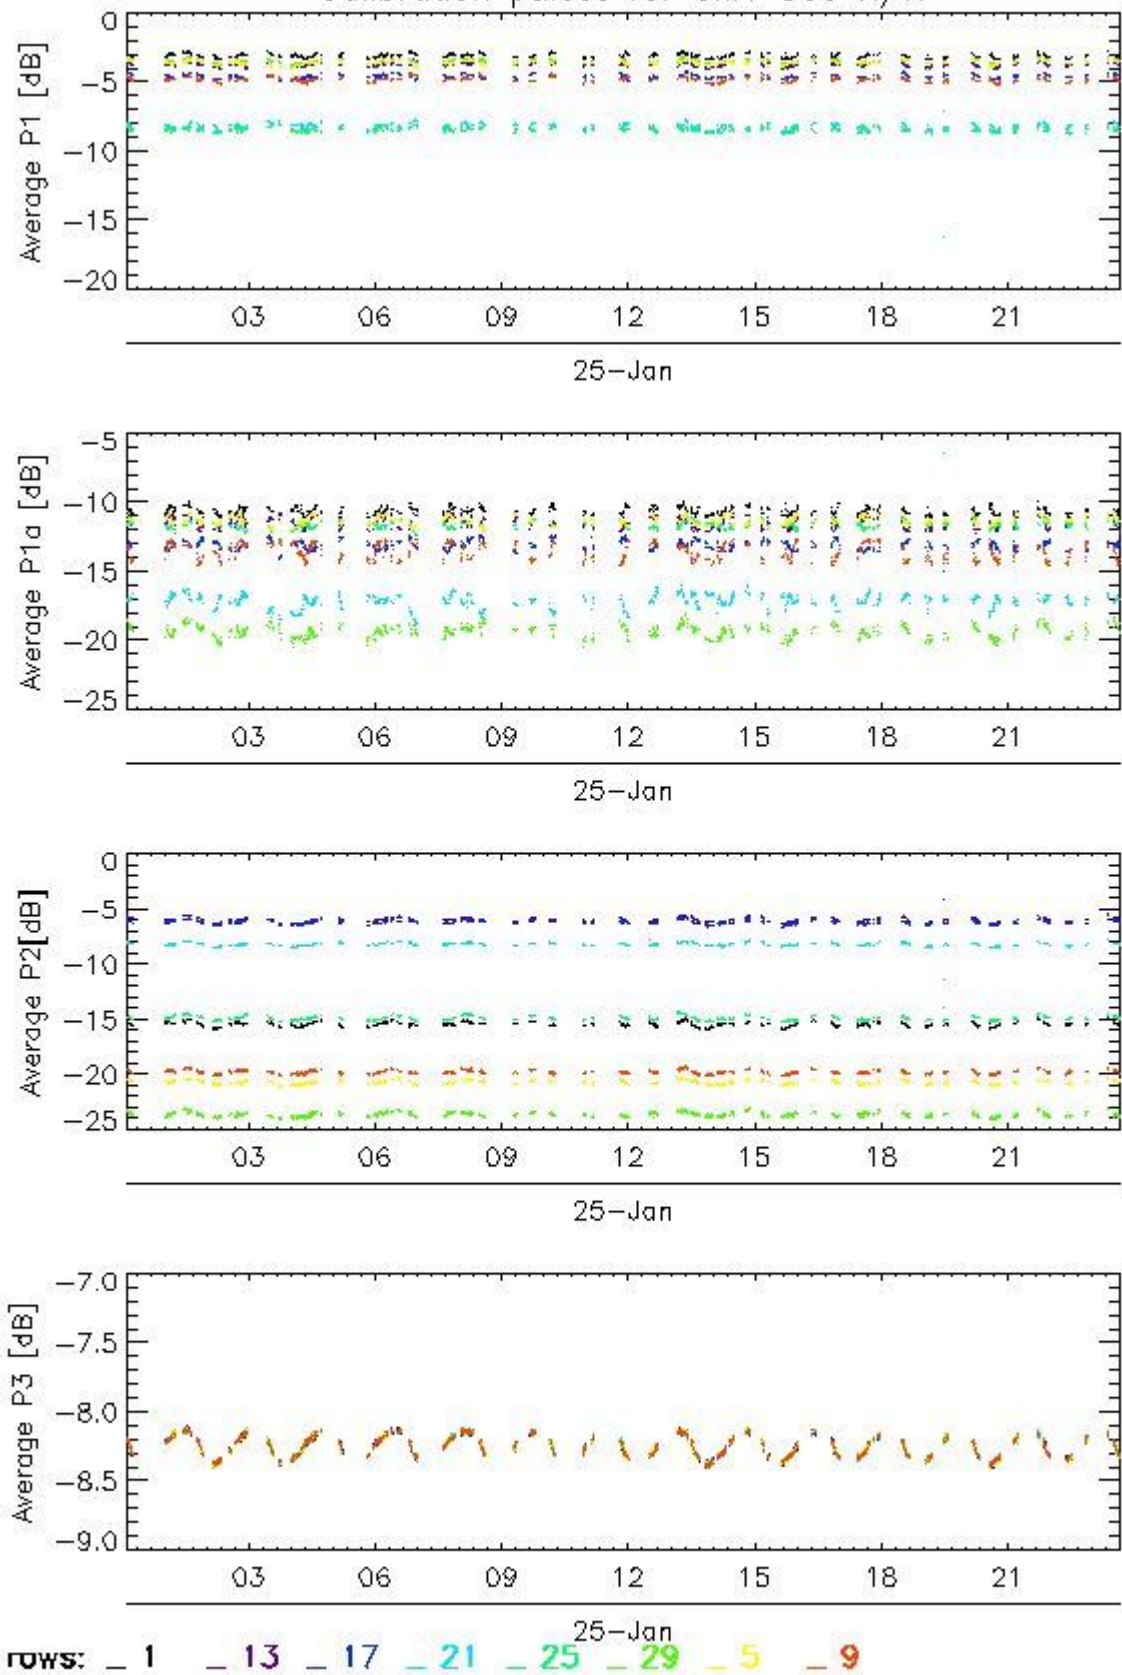 Average P1 [dB]
0
−5
−10
−15
−20
03 06 09 12 15 18 21
25−Jan
Average P1a [dB]
−5
−10
−15
−20
−25
03 06 09 12 15 18 21
25−Jan
Average P2[dB]
0
−5
−10
−15
−20
−25
03 06 09 12 15 18 21
25−Jan
Average P3 [dB]
−7.0
−7.5
−8.0
−8.5
−9.0
03 06 09 12 15 18 21
25−Jan
rows: _ 1 _ 13 _ 17 _ 21 _ 25 _ 29 _ 5 _ 9